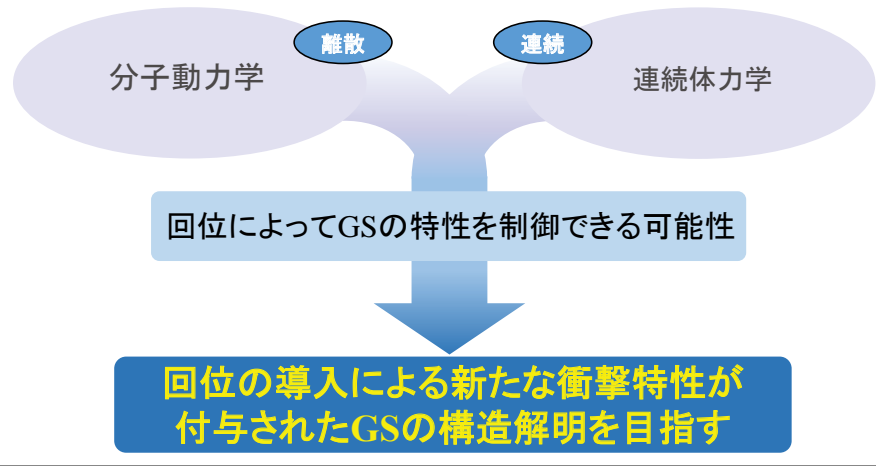 離散
連続
分子動力学
連続体力学
回位によってGSの特性を制御できる可能性
回位の導入による新たな衝撃特性が
付与されたGSの構造解明を目指す